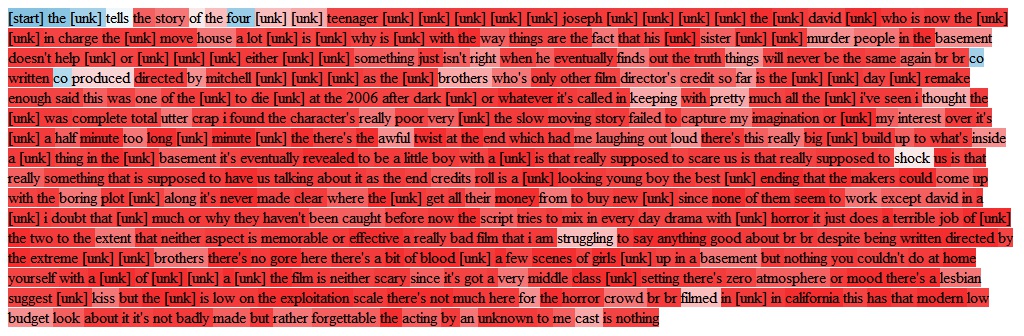 [start] the [unk] tells the story of the four [unk] [unk] teenager [unk] [unk] [unk] [unk] [unk] joseph [unk] [unk] [unk] [unk] the [unk] david [unk] who is now the [unk]
[unk] in charge the [unk] move house a lot [unk] is [unk] why is [unk] with the way things are the fact that his [unk] sister [unk] [unk] murder people in the basement
doesn't help [unk] or [unk] [unk] [unk] either [unk] [unk] something just isn't right when he eventually finds out the truth things will never be the same again br br co
written co produced directed by mitchell [unk] [unk] [unk] as the [unk] brothers who's only other film director's credit so far is the [unk] [unk] day [unk] remake
enough said this was one of the [unk] to die [unk] at the 2006 after dark [unk] or whatever it's called in keeping with pretty much all the [unk] i've seen i thought the
[unk] was complete total utter crap i found the character's really poor very [unk] the slow moving story failed to capture my imagination or [unk] my interest over it's
[unk] a half minute too long [unk] minute [unk] the there's the awful twist at the end which had me laughing out loud there's this really big [unk] build up to what's inside
a [unk] thing in the [unk] basement it's eventually revealed to be a little boy with a [unk] is that really supposed to scare us is that really supposed to shock us is that
really something that is supposed to have us talking about it as the end credits roll is a [unk] looking young boy the best [unk] ending that the makers could come up
with the boring plot [unk] along it's never made clear where the [unk] get all their money from to buy new [unk] since none of them seem to work except david in a
[unk] i doubt that [unk] much or why they haven't been caught before now the script tries to mix in every day drama with [unk] horror it just does a terrible job of [unk]
the two to the extent that neither aspect is memorable or effective a really bad film that i am struggling to say anything good about br br despite being written directed by
the extreme [unk] [unk] brothers there's no gore here there's a bit of blood [unk] a few scenes of girls [unk] up in a basement but nothing you couldn't do at home
yourself with a [unk] of [unk] [unk] a [unk] the film is neither scary since it's got a very middle class [unk] setting there's zero atmosphere or mood there's a lesbian
suggest [unk] kiss but the [unk] is low on the exploitation scale there's not much here for the horror crowd br br filmed in [unk] in california this has that modern low
budget look about it it's not badly made but rather forgettable the acting by an unknown to me cast is nothing